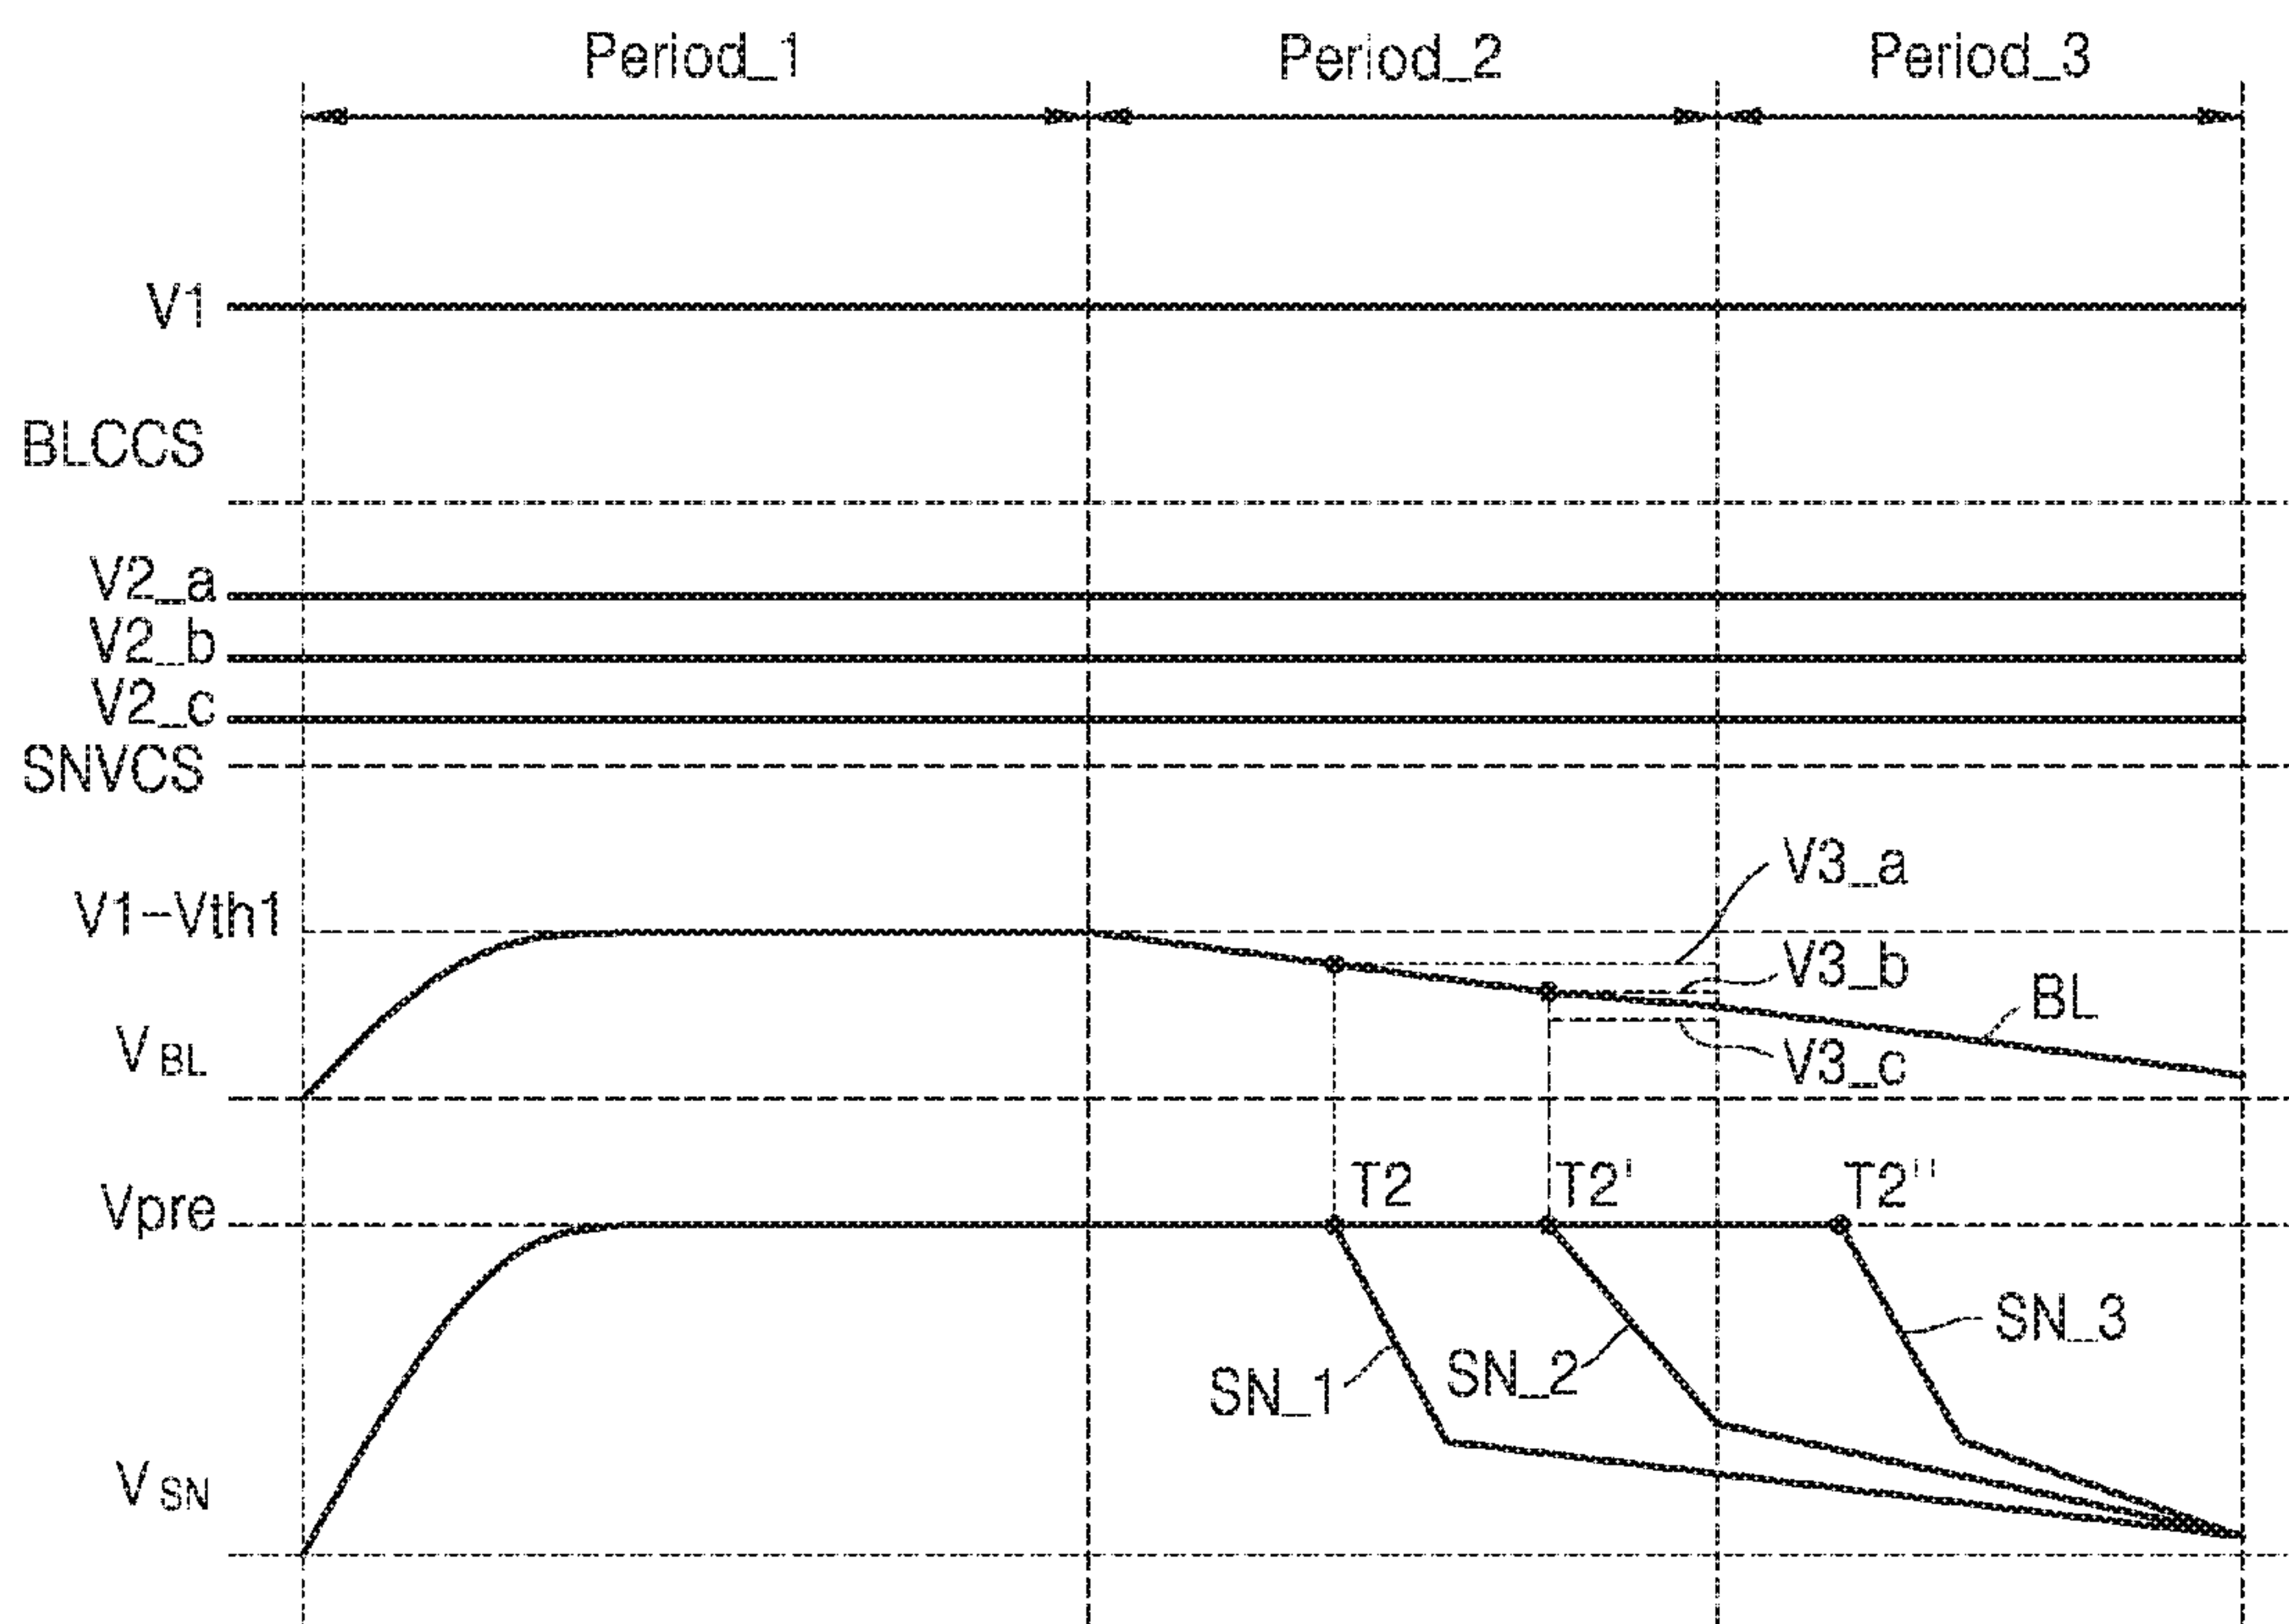 Period_1 Period_2 Period_3
V1
BLCCS
V2_a
V2_b
V2_c
SNVCS
V3_a
V1-Vth1
V3_b
BL
VBL
V3_c
T2 T2' T2''
Vpre
SN_3
SN_2
SN_1
VSN